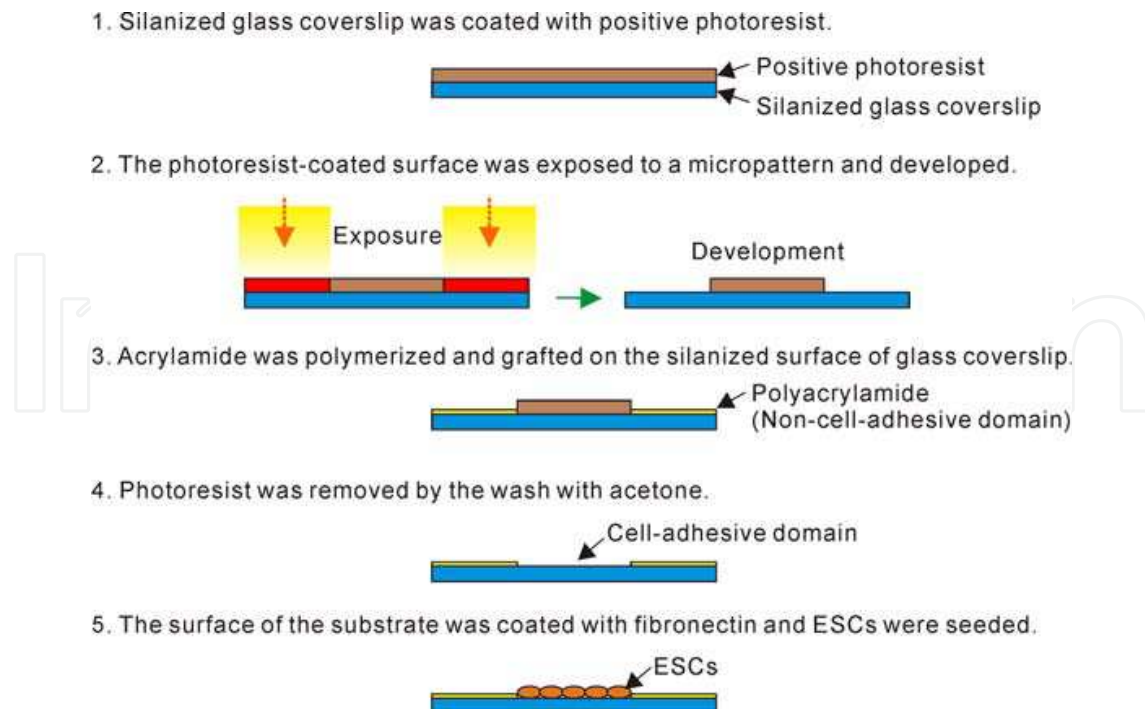 1. Silanized glass coverslip was coated with positive photoresist.
Positive photoresist
Silanized glass coverslip
2. The photoresist-coated surface was exposed to a micropattern and developed.
Exposure
Development
3. Acrylamide was polymerized and grafted on the silanized surface of glass coverslip.
Polyacrylamide
(Non-cell-adhesive domain)
4. Photoresist was removed by the wash with acetone.
Cell-adhesive domain
5. The surface of the substrate was coated with fibronectin and ESCs were seeded.
ESCs